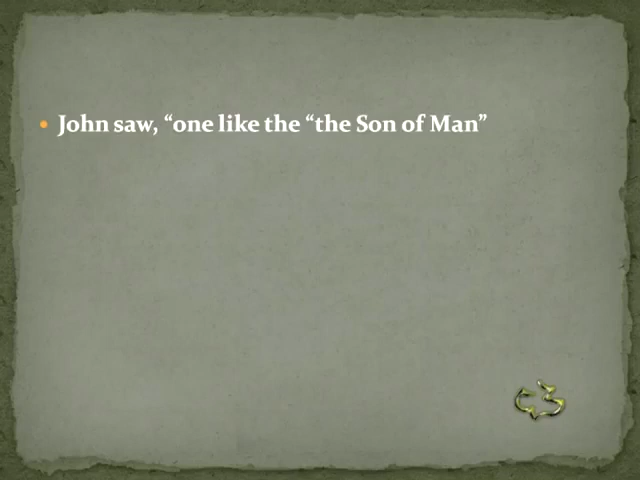 • John saw, “one like the “the Son of Man”